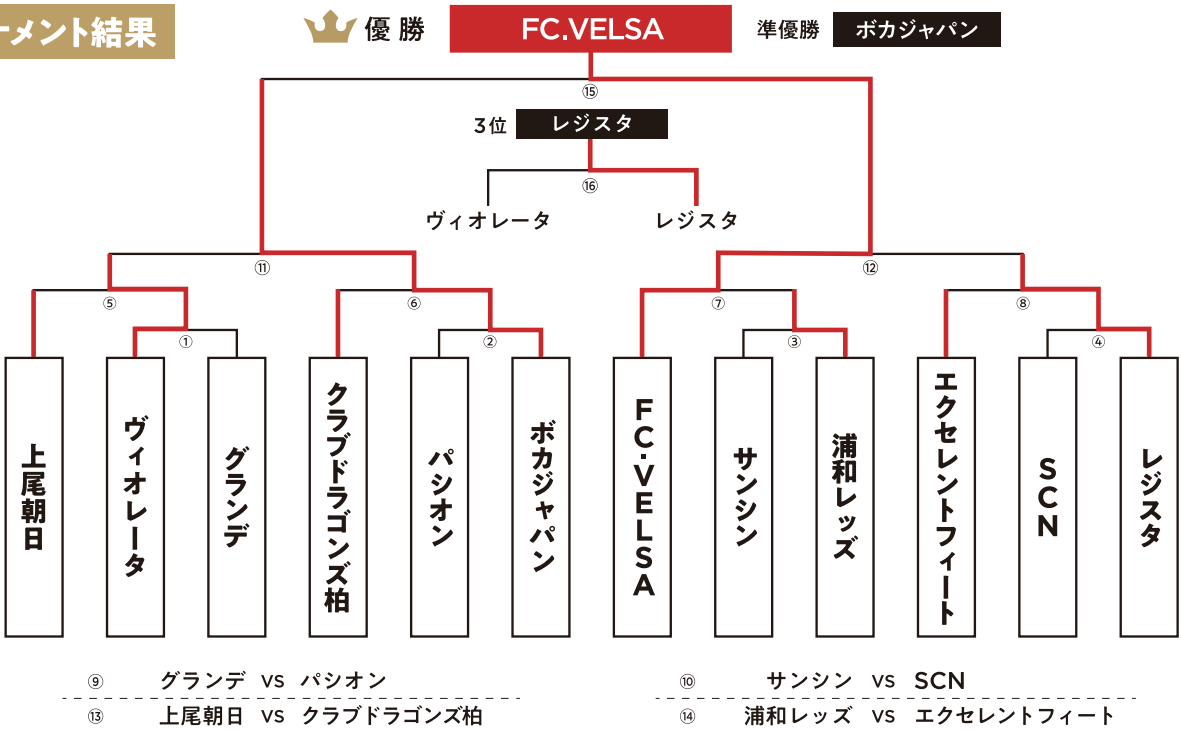 ーメント結果
優勝 FC.VELSA 準優勝 ボカジャパン
⑮
3位 レジスタ
⑯
ヴィオレータ レジスタ
⑪ ⑫
⑤ ⑥ ⑦ ⑧
① ② ③ ④
上尾朝日
ヴィオレータ
グランデ
クラブドラゴンズ柏
パシオン
ボカジャパン
FC.VELSA
サンシン
浦和レッズ
エクセレントフィート
SCN
レジスタ
⑨ グランデ VS パシオン
⑩ サンシン VS SCN
⑬ 上尾朝日 VS クラブドラゴンズ柏
⑭ 浦和レッズ VS エクセレントフィート